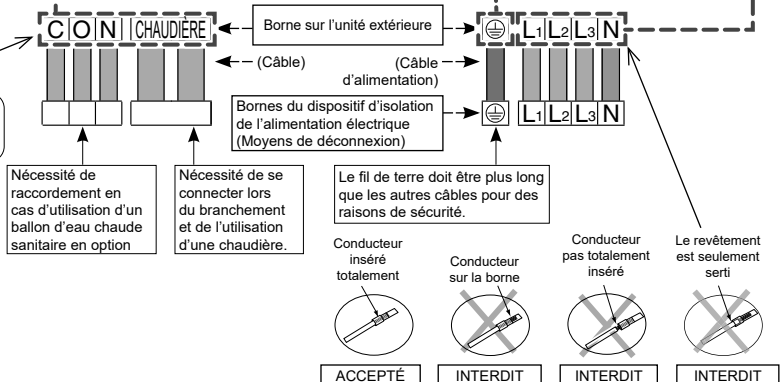 C O N CHAUDIÈRE
Borne sur l'unité extérieure
L1 L2 L3 N
(Câble)
(Câble
d'alimentation)
Bornes du dispositif d'isolation
de l'alimentation électrique
(Moyens de déconnexion)
L1 L2 L3 N
Nécessité de
raccordement en
cas d'utilisation d'un
ballon d'eau chaude
sanitaire en option
Nécessité de se
connecter lors
du branchement
et de l'utilisation
d'une chaudière.
Le fil de terre doit être plus long
que les autres câbles pour des
raisons de sécurité.
Conducteur
inséré
totalement
Conducteur
sur la borne
Conducteur
pas totalement
inséré
Le revêtement
est seulement
serti
ACCEPTÉ
INTERDIT
INTERDIT
INTERDIT